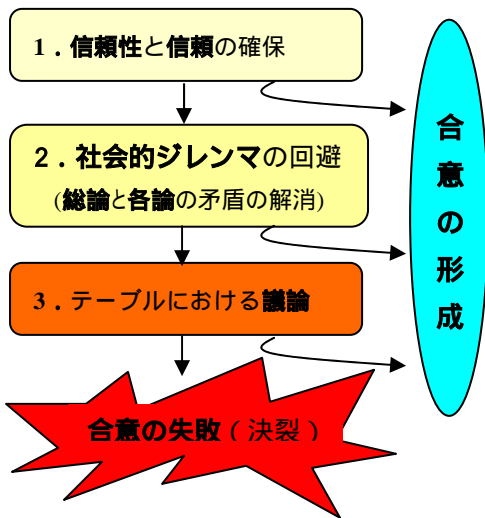 1．信頼性と信頼の確保
2．社会的ジレンマの回避
(総論と各論の矛盾の解消)
3．テーブルにおける議論
合意の失敗（決裂）
合意の形成